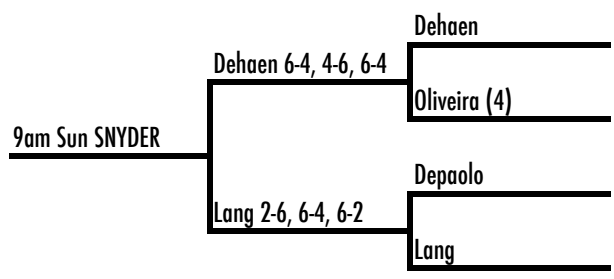 Dehaen
Dehaen 6-4, 4-6, 6-4
Oliveira (4)
9am Sun SNYDER
Depaolo
Lang 2-6, 6-4, 6-2
Lang